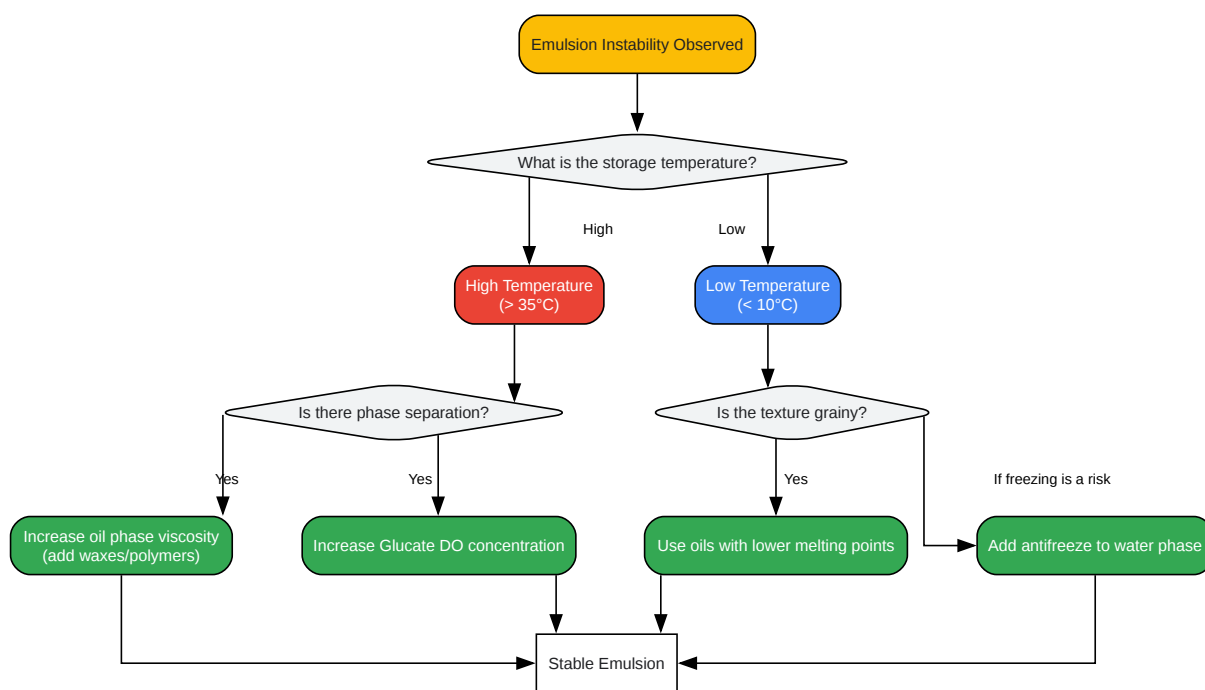 Emulsion Instability Observed
What is the storage temperature?
High
Low
High Temperature
(> 35°C)
Low Temperature
(< 10°C)
Is there phase separation?
Is the texture grainy?
Yes
Yes
Yes
If freezing is a risk
Increase oil phase viscosity
(add waxes/polymers)
Increase Glucate DO concentration
Use oils with lower melting points
Add antifreeze to water phase
Stable Emulsion